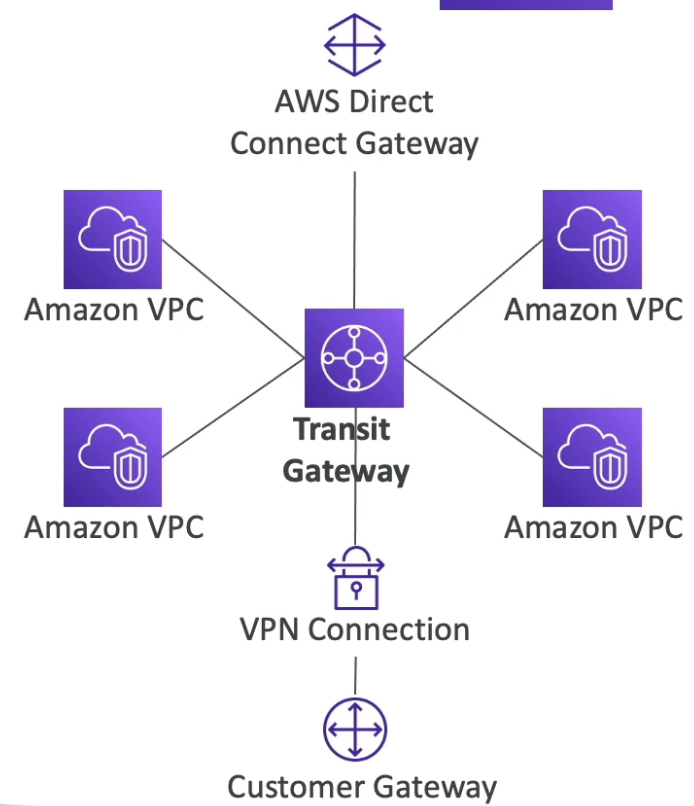 AWS Direct
Connect Gateway
Amazon VPC
Amazon VPC
Transit
Gateway
Amazon VPC
Amazon VPC
VPN Connection
Customer Gateway